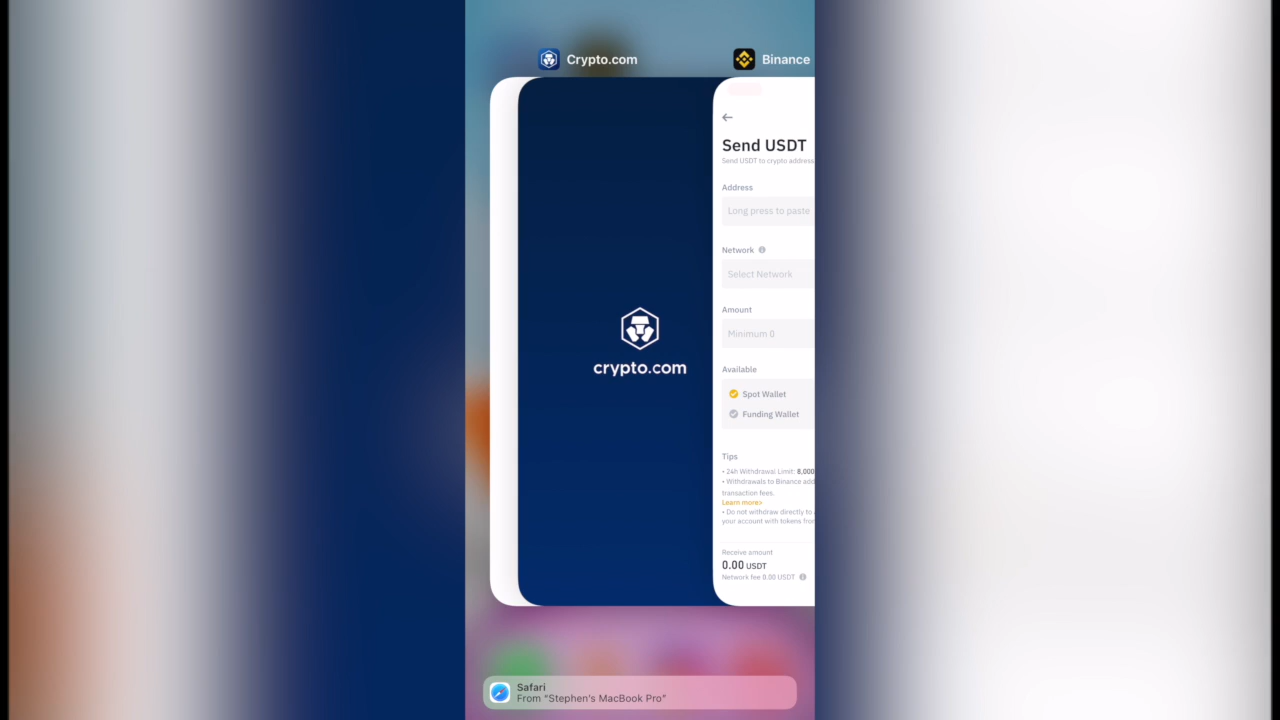 Crypto.com
Binance
crypto.com
Send USDT
Send USDT to crypto address
Address
Long press to paste
Network
Select Network
Amount
Minimum 0
Available
Spot Wallet
Funding Wallet
Tips
• 24h Withdrawal Limit: 8,000
• Withdrawals to Binance add
transaction fees.
Learn more>
• Do not withdraw directly to
your account with tokens
Receive amount
0.00 USDT
Network fee 0.00 USDT
Safari
From "Stephen's MacBook Pro"